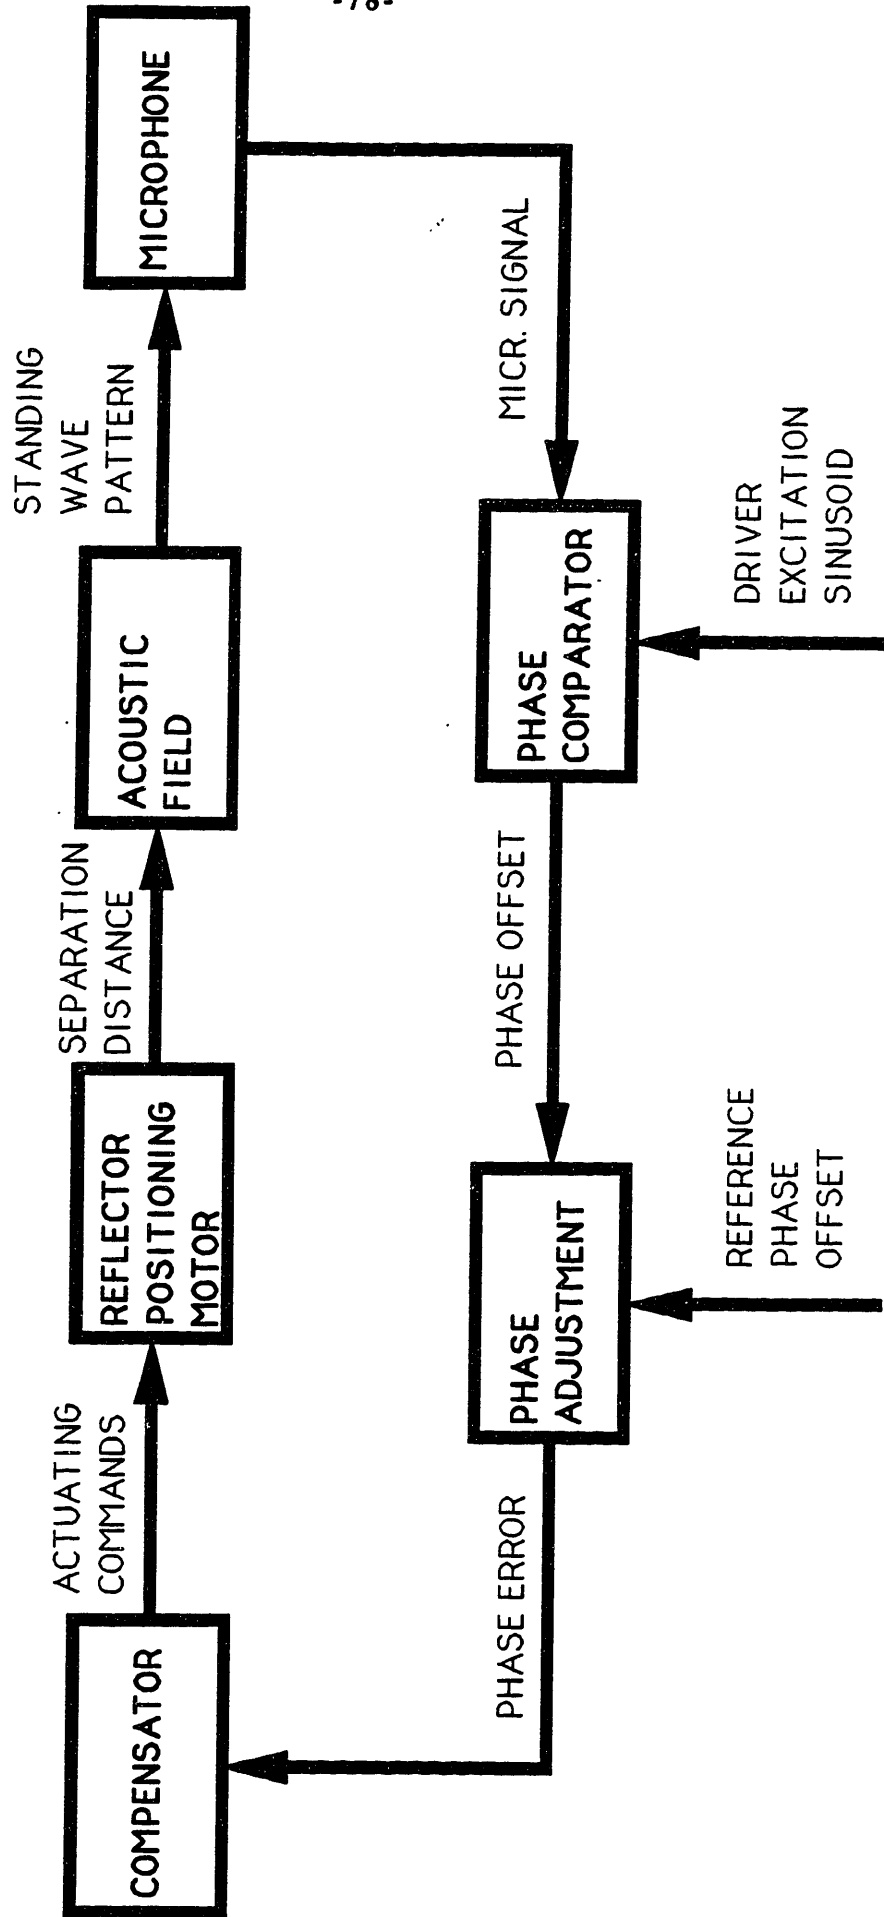 -78-
COMPENSATOR
ACTUATING
COMMANDS
REFLECTOR
POSITIONING
MOTOR
SEPARATION
DISTANCE
ACOUSTIC
FIELD
STANDING
WAVE
PATTERN
MICROPHONE
MICR. SIGNAL
PHASE
COMPARATOR
DRIVER
EXCITATION
SINUSOID
PHASE OFFSET
PHASE
ADJUSTMENT
REFERENCE
PHASE
OFFSET
PHASE ERROR